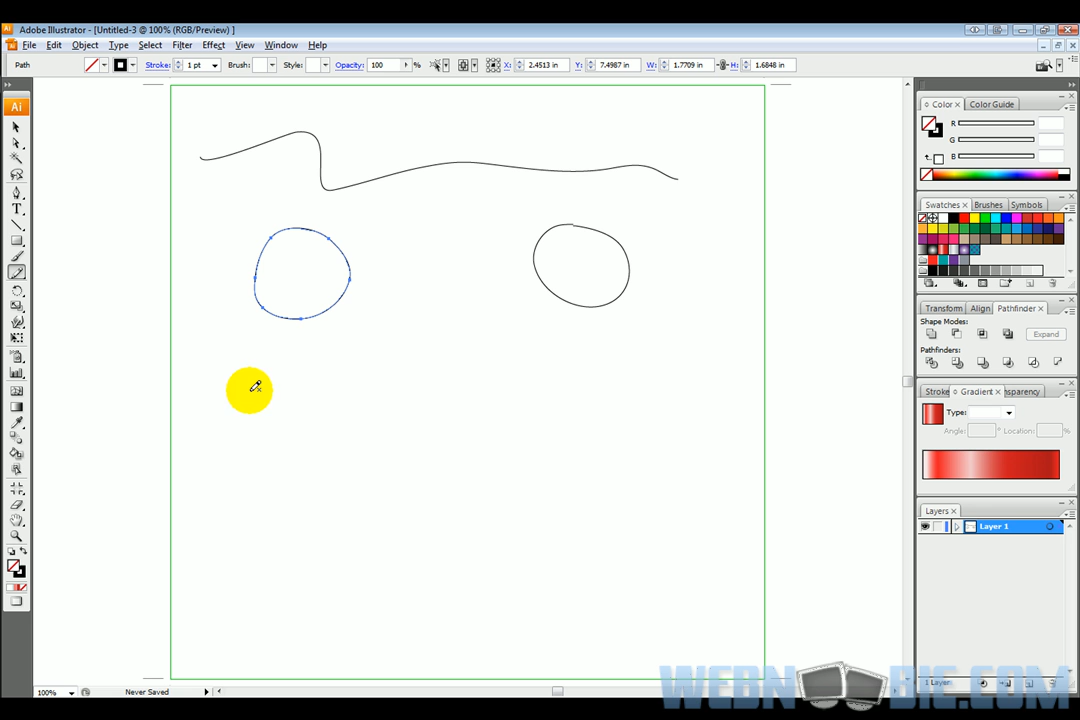 Adobe Illustrator - [Untitled-3 @ 100% (RGB/Preview) ]
File Edit Object Type Select Filter Effect View Window Help
Path Stroke: 1 pt Brush: Style: Opacity: 100 % X: 2.4513 in Y: 7.4987 in W: 1.7709 in H: 1.6848 in
Ai
Color Color Guide
R
G
B
Swatches Brushes Symbols
Transform Align Pathfinder
Shape Modes:
Expand
Pathfinders:
Stroke Gradient nsparency
Type:
Angle: ° Location: %
Layers
Layer 1
1 Layer
100% Never Saved
WEBN BIE.COM